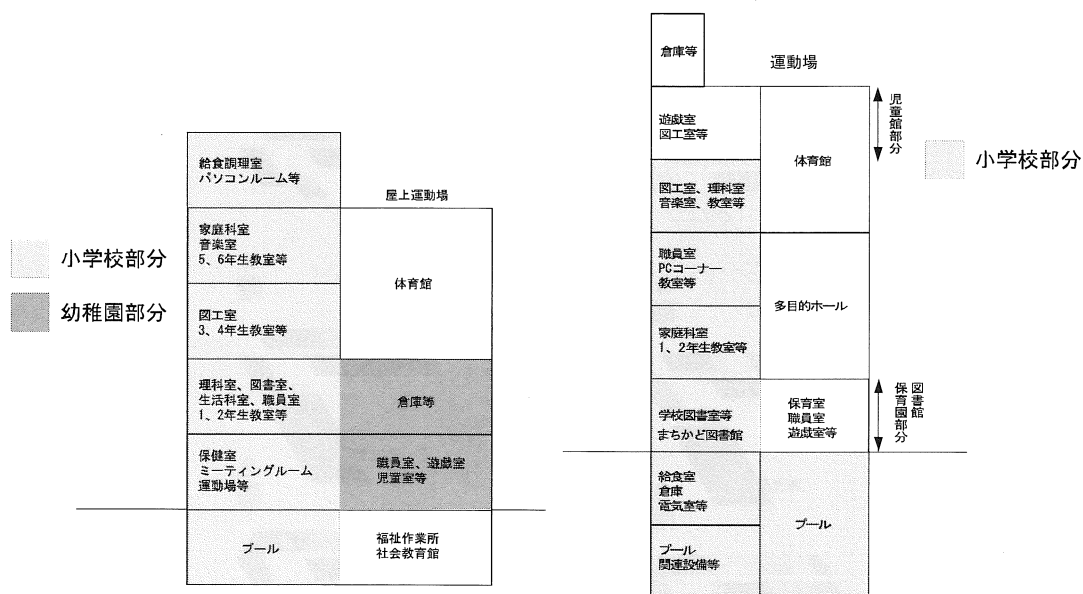 小学校部分
幼稚園部分
給食調理室
パソコンルーム等
屋上運動場
家庭科室
音楽室
5、6年生教室等
体育館
図工室
3、4年生教室等
理科室、図書室、
生活科室、職員室
1、2年生教室等
倉庫等
保健室
ミーティングルーム
運動場等
職員室、遊戯室
児童室等
プール
福祉作業所
社会教育館
倉庫等
運動場
遊戯室
図工室等
体育館
児童館部分
小学校部分
図工室、理科室
音楽室、教室等
職員室
PCコーナー
教室等
多目的ホール
家庭科室
1、2年生教室等
学校図書室等
まちかど図書館
保育室
職員室
遊戯室等
図書館
保育園部分
給食室
倉庫
電気室等
プール
プール
関連設備等